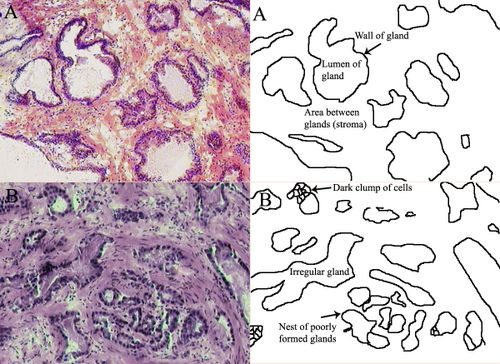 A
A
Wall of gland
Lumen of
gland
Area between
glands (stroma)
B
B
Dark clump of cells
Irregular gland
Nest of poorly
formed glands